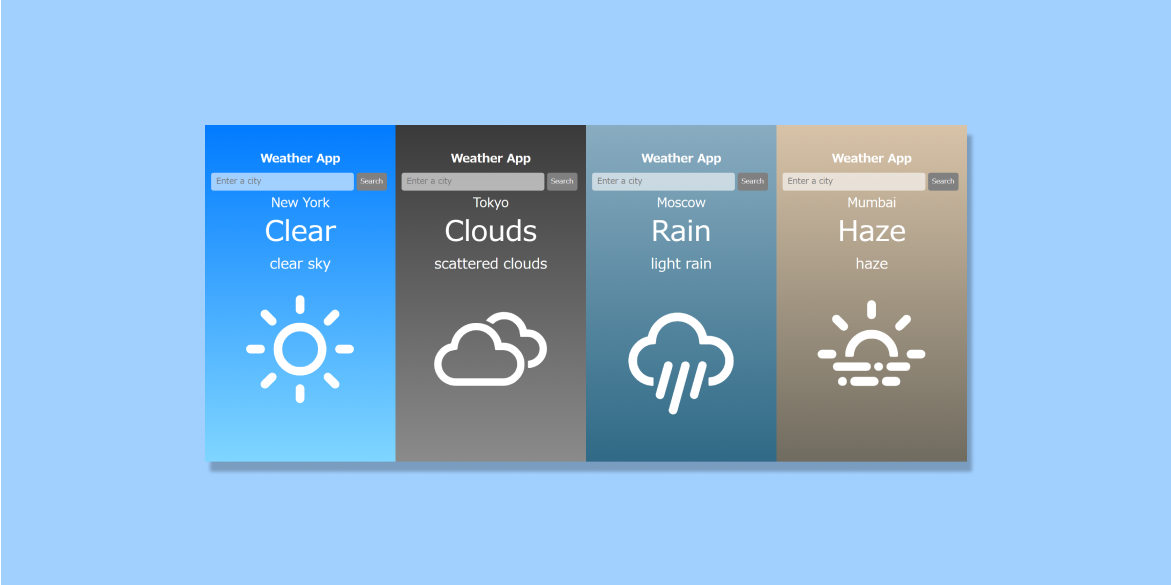 Weather App
Enter a city
Search
New York
Clear
clear sky
Weather App
Enter a city
Search
Tokyo
Clouds
scattered clouds
Weather App
Enter a city
Search
Moscow
Rain
light rain
Weather App
Enter a city
Search
Mumbai
Haze
haze